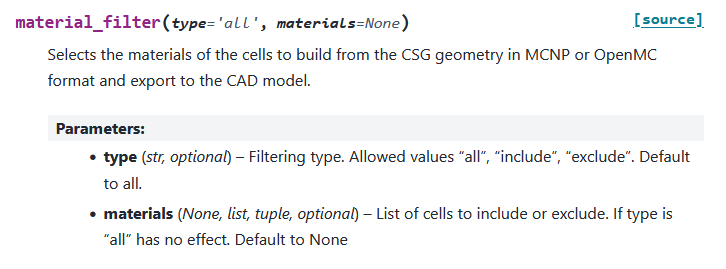 material_filter(type='all', materials=None) [source]
Selects the materials of the cells to build from the CSG geometry in MCNP or OpenMC
format and export to the CAD model.
Parameters:
• type (str, optional) – Filtering type. Allowed values “all”, “include”, “exclude”. Default
to all.
• materials (None, list, tuple, optional) – List of cells to include or exclude. If type is
“all” has no effect. Default to None